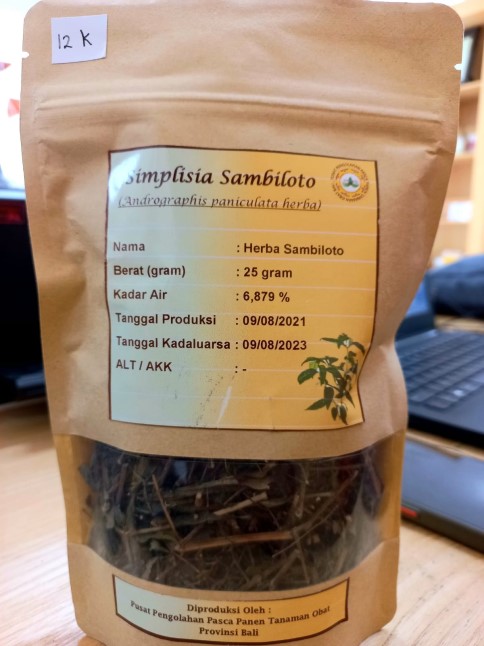 12 K
Simplisia Sambiloto
(Andrographis paniculata herba)
Nama : Herba Sambiloto
Berat (gram) : 25 gram
Kadar Air : 6,879 %
Tanggal Produksi : 09/08/2021
Tanggal Kadaluarsa : 09/08/2023
ALT / AKK : -
Diproduksi Oleh :
Pusat Pengolahan Pasca Panen Tanaman Obat
Provinsi Bali